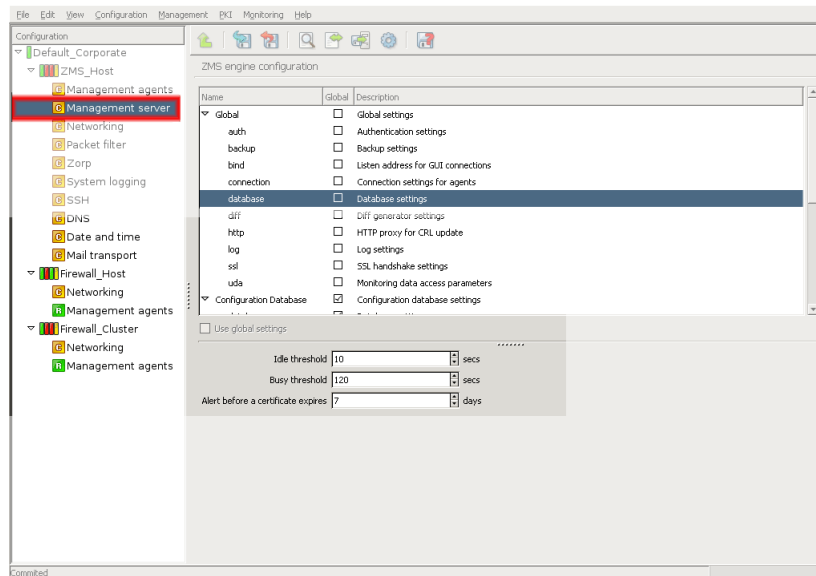 File Edit View Configuration Management PKI Monitoring Help
Configuration
Default_Corporate
ZMS_Host
Management agents
Management server
Networking
Packet filter
Zorp
System logging
SSH
DNS
Date and time
Mail transport
Firewall_Host
Networking
Management agents
Firewall_Cluster
Networking
Management agents
ZMS engine configuration
Name Global Description
Global Global settings
auth Authentication settings
backup Backup settings
bind Listen address for GUI connections
connection Connection settings for agents
database Database settings
diff Diff generator settings
http HTTP proxy for CRL update
log Log settings
ssl SSL handshake settings
uda Monitoring data access parameters
Configuration Database Configuration database settings
Use global settings
Idle threshold 10 secs
Busy threshold 120 secs
Alert before a certificate expires 7 days
Commited